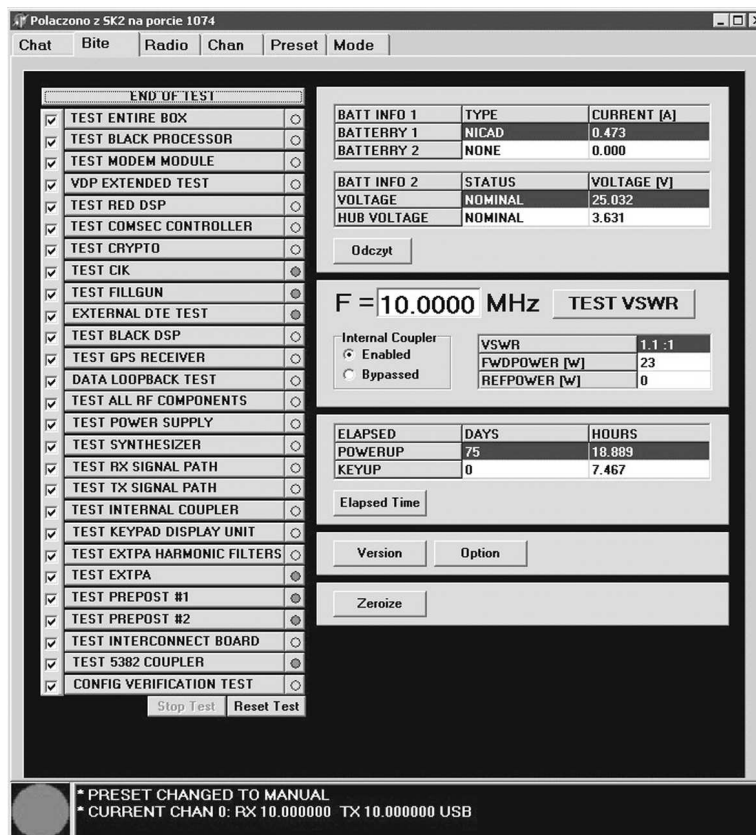 Polaczono z SK2 na porcie 1074
Chat Bite Radio Chan Preset Mode
END OF TEST
TEST ENTIRE BOX
TEST BLACK PROCESSOR
TEST MODEM MODULE
VDP EXTENDED TEST
TEST RED DSP
TEST COMSEC CONTROLLER
TEST CRYPTO
TEST CIK
TEST FILLGUN
EXTERNAL DTE TEST
TEST BLACK DSP
TEST GPS RECEIVER
DATA LOOPBACK TEST
TEST ALL RF COMPONENTS
TEST POWER SUPPLY
TEST SYNTHESIZER
TEST RX SIGNAL PATH
TEST TX SIGNAL PATH
TEST INTERNAL COUPLER
TEST KEYPAD DISPLAY UNIT
TEST EXTPA HARMONIC FILTERS
TEST EXTPA
TEST PREPOST #1
TEST PREPOST #2
TEST INTERCONNECT BOARD
TEST 5382 COUPLER
CONFIG VERIFICATION TEST
Stop Test Reset Test
BATT INFO 1 TYPE CURRENT [A]
BATTERRY 1 NICAD 0.473
BATTERRY 2 NONE 0.000
BATT INFO 2 STATUS VOLTAGE [V]
VOLTAGE NOMINAL 25.032
HUB VOLTAGE NOMINAL 3.631
Odczyt
F = 10.0000 MHz TEST VSWR
Internal Coupler
Enabled
Bypassed
VSWR 1.1 :1
FWDPOWER [W] 23
REFPOWER [W] 0
ELAPSED DAYS HOURS
POWERUP 75 18.889
KEYUP 0 7.467
Elapsed Time
Version Option
Zeroize
* PRESET CHANGED TO MANUAL
* CURRENT CHAN 0: RX 10.000000 TX 10.000000 USB